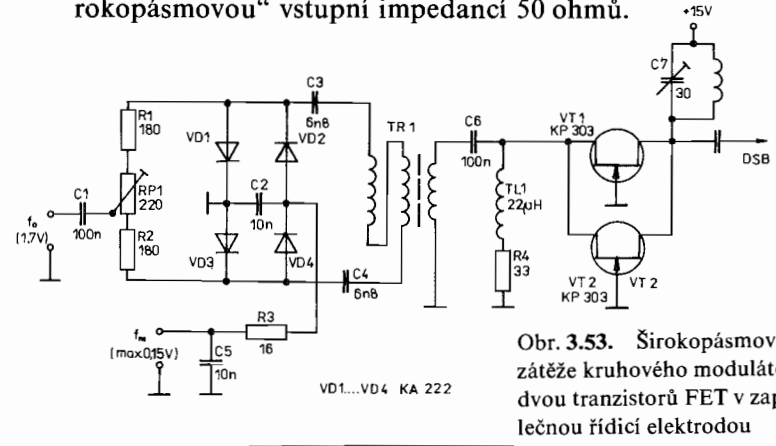 rokopásmovou“ vstupní impedancí 50 ohmů.
+15V
C7
30
C3
6n8
R1
180
VD1
VD2
TR 1
C6
100n
VT1
KP 303
DSB
C1
100n
RP1
220
C2
10n
TL1
22µH
f₀
(1,7V)
R2
180
VD3
VD4
C4
6n8
R4
33
VT2
KP 303
VT 2
R3
16
(max.0,15V)
C5
10n
VD1....VD4 KA 222
Obr. 3.53. Širokopásmov
zátěže kruhového moduláto
dvou tranzistorů FET v zap
lečnou řídicí elektrodou